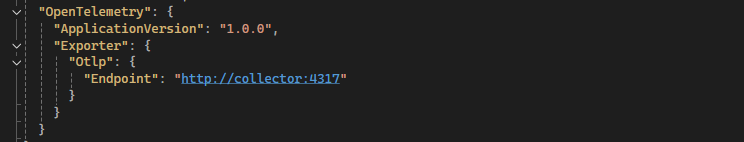 "OpenTelemetry": {
"ApplicationVersion": "1.0.0",
"Exporter": {
"Otlp": {
"Endpoint": "http://collector:4317"
}
}
}